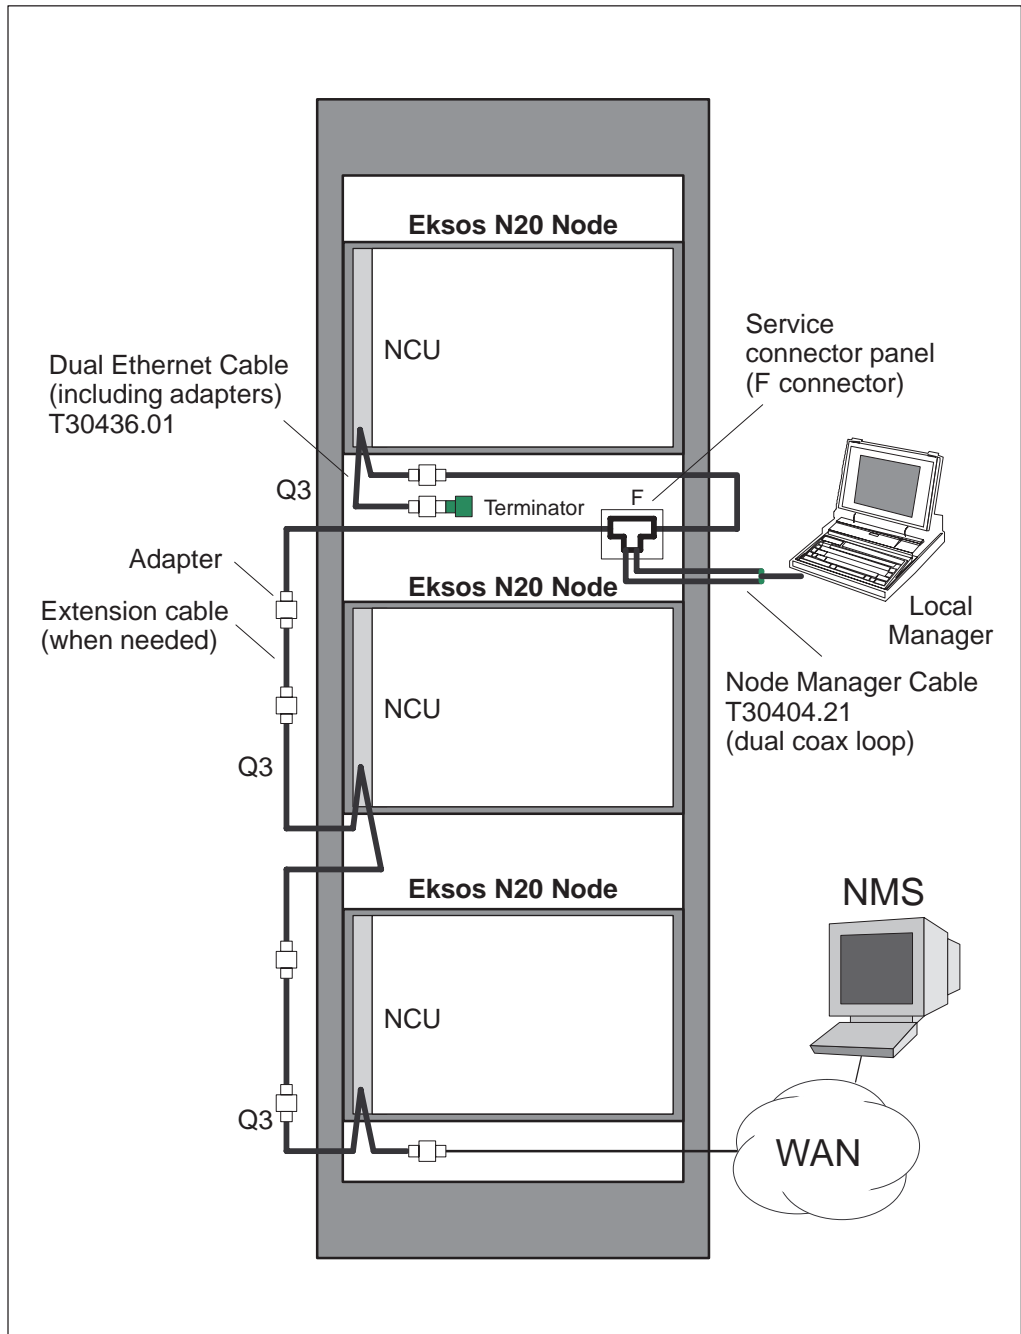 Eksos N20 Node
NCU
Dual Ethernet Cable
(including adapters)
T30436.01
Service
connector panel
(F connector)
Q3
Terminator
F
Adapter
Extension cable
(when needed)
Eksos N20 Node
NCU
Local
Manager
Node Manager Cable
T30404.21
(dual coax loop)
Q3
Eksos N20 Node
NCU
NMS
Q3
WAN